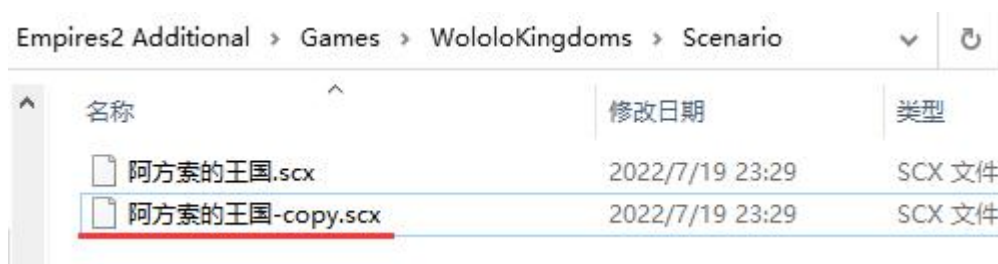 Empires2 Additional > Games > WololoKingdoms > Scenario
名称 修改日期 类型
阿方索的王国.scx 2022/7/19 23:29 SCX 文件
阿方索的王国-copy.scx 2022/7/19 23:29 SCX 文件